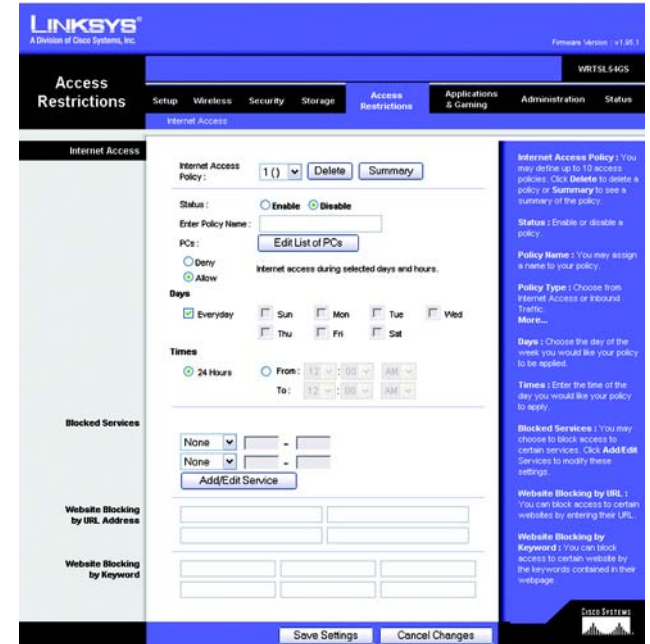 LINKSYS®
A Division of Cisco Systems, Inc.
Firmware Version : v1.05.1
WRTSL54GS
Access Restrictions
Setup Wireless Security Storage Access Restrictions Applications & Gaming Administration Status
Internet Access
Internet Access
Internet Access Policy :
1 () Delete Summary
Status : Enable Disable
Enter Policy Name :
PCs : Edit List of PCs
Deny
Allow
Internet access during selected days and hours.
Days
Everyday Sun Mon Tue Wed
Thu Fri Sat
Times
24 Hours From : 12 : 00 AM
To : 12 : 00 AM
Blocked Services
None -
None -
Add/Edit Service
Website Blocking
by URL Address
Website Blocking
by Keyword
Save Settings Cancel Changes
Internet Access Policy : You
may define up to 10 access
policies. Click Delete to delete a
policy or Summary to see a
summary of the policy.
Status : Enable or disable a
policy.
Policy Name : You may assign
a name to your policy.
Policy Type : Choose from
Internet Access or Inbound
Traffic.
More...
Days : Choose the day of the
week you would like your policy
to be applied.
Times : Enter the time of the
day you would like your policy
to apply.
Blocked Services : You may
choose to block access to
certain services. Click Add/Edit
Services to modify these
settings.
Website Blocking by URL :
You can block access to certain
websites by entering their URL.
Website Blocking by
Keyword : You can block
access to certain website by
the keywords contained in their
webpage.
CISCO SYSTEMS